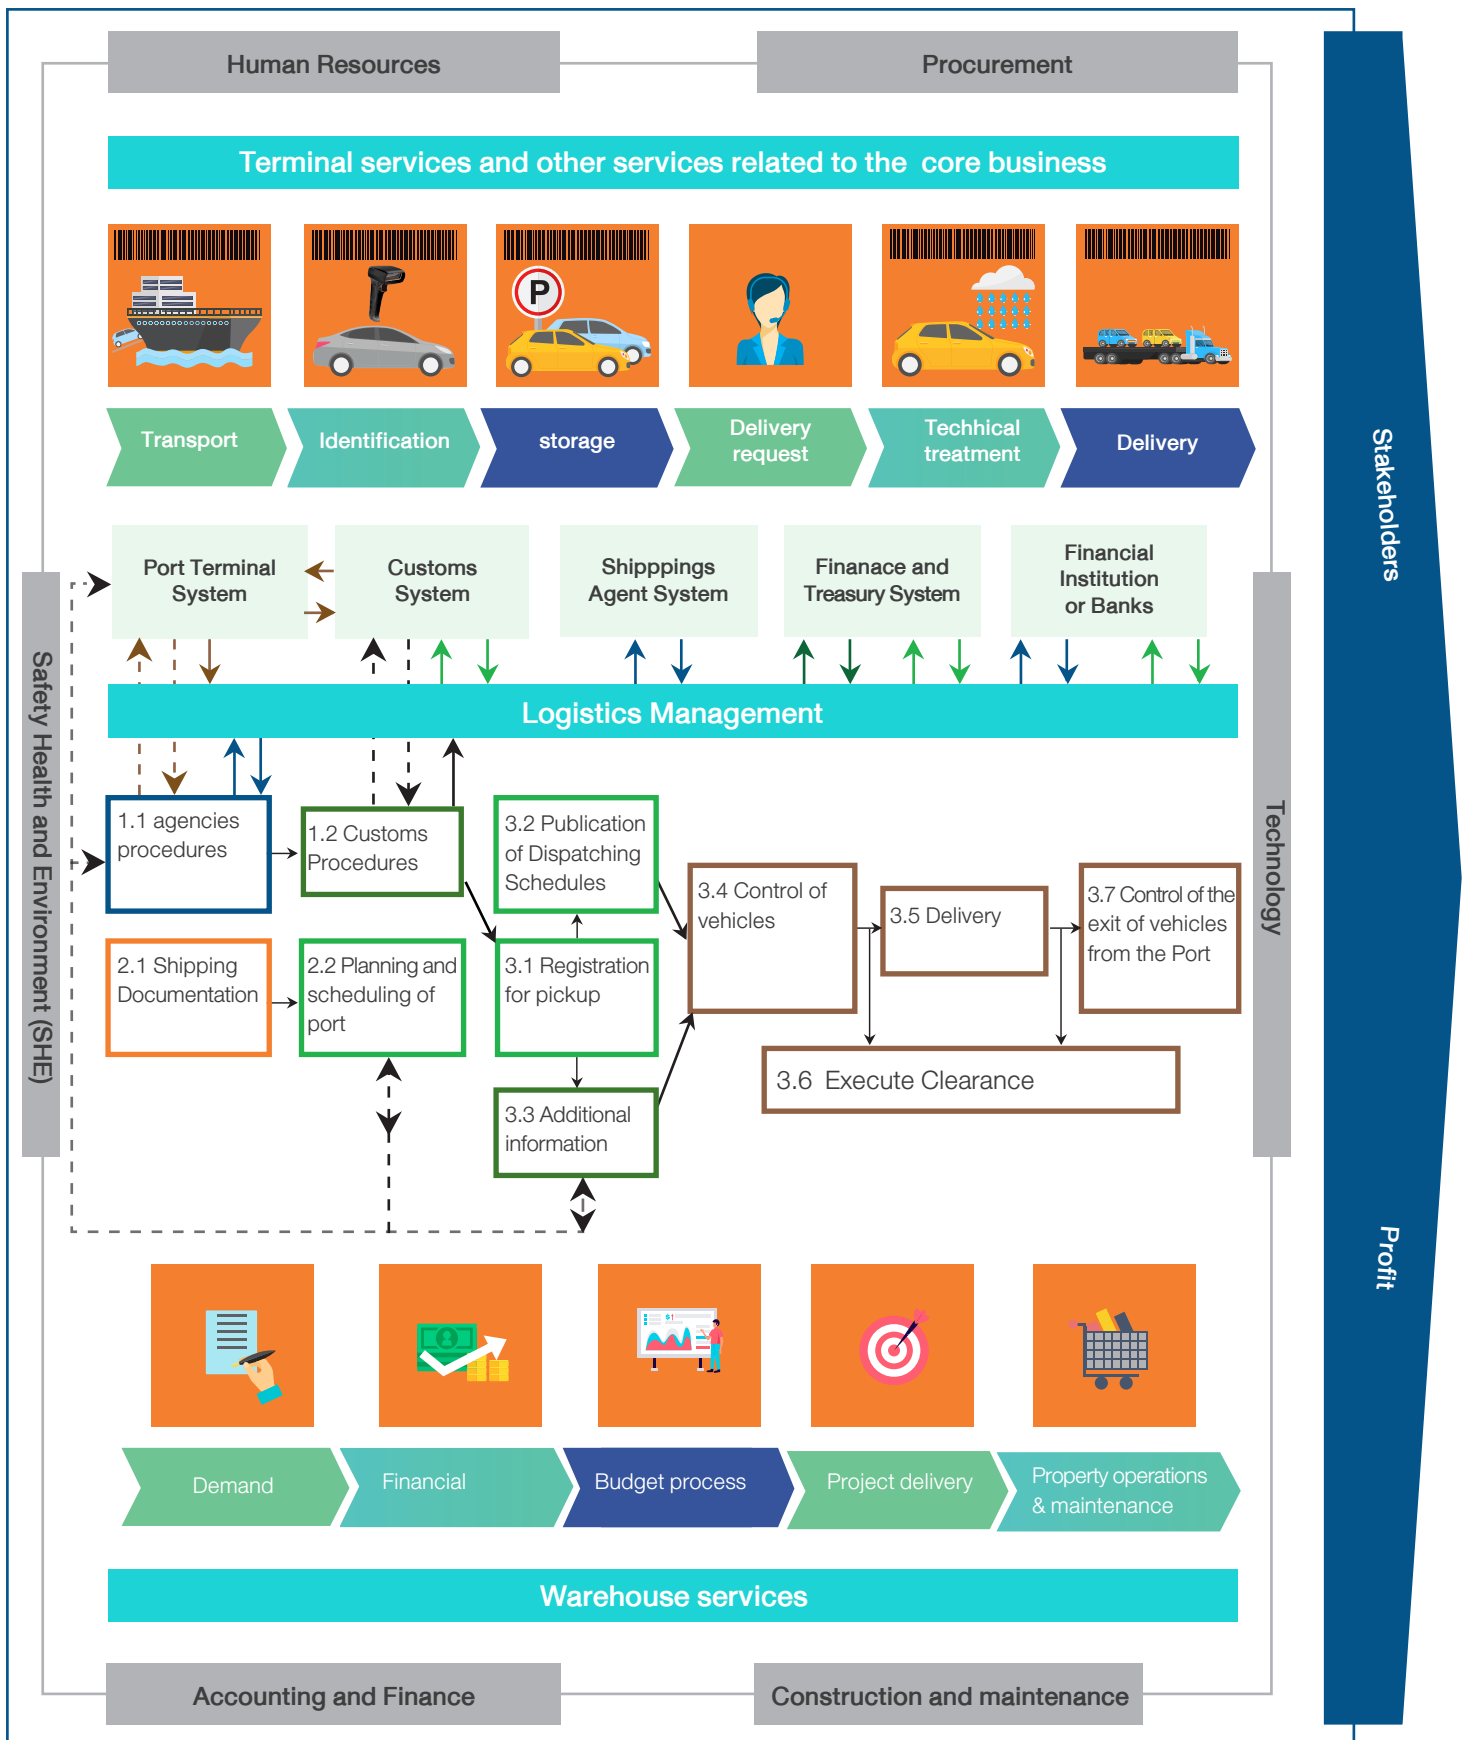 Human Resources
Procurement
Terminal services and other services related to the core business
P
Transport
Identification
storage
Delivery
request
Techhical
treatment
Delivery
Stakeholders
Port Terminal
System
Customs
System
Shipppings
Agent System
Finanace and
Treasury System
Financial
Institution
or Banks
Safety Health and Environment (SHE)
Logistics Management
Technology
1.1 agencies
procedures
1.2 Customs
Procedures
3.2 Publication
of Dispatching
Schedules
3.4 Control of
vehicles
3.5 Delivery
3.7 Control of the
exit of vehicles
from the Port
2.1 Shipping
Documentation
2.2 Planning and
scheduling of
port
3.1 Registration
for pickup
3.6 Execute Clearance
3.3 Additional
information
Profit
Demand
Financial
Budget process
Project delivery
Property operations
& maintenance
Warehouse services
Accounting and Finance
Construction and maintenance